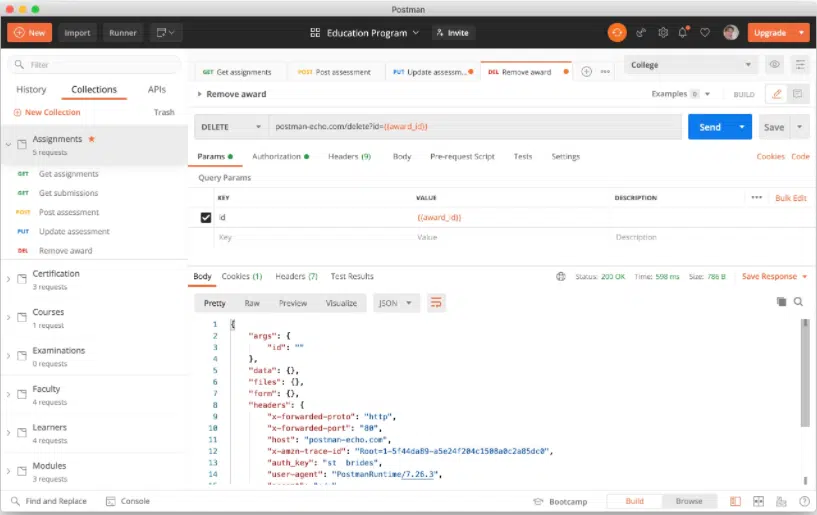 Postman
New Import Runner Education Program Invite Upgrade
Filter
History Collections APIs
New Collection Trash
Assignments
5 requests
GET Get assignments
GET Get submissions
POST Post assessment
PUT Update assessment
DEL Remove award
Certification
3 requests
Courses
1 request
Examinations
0 requests
Faculty
4 requests
Learners
4 requests
Modules
3 requests
GET Get assignments POST Post assessment PUT Update assessm... DEL Remove award College
Remove award Examples 0 BUILD
DELETE postman-echo.com/delete?id={{award_id}} Send Save
Params Authorization Headers (9) Body Pre-request Script Tests Settings Cookies Code
Query Params
KEY VALUE DESCRIPTION Bulk Edit
id {{award_id}}
Key Value Description
Body Cookies (1) Headers (7) Test Results Status: 200 OK Time: 598 ms Size: 786 B Save Response
Pretty Raw Preview Visualize JSON
1 {
2 "args": {
3 "id": ""
4 },
5 "data": {},
6 "files": {},
7 "form": {},
8 "headers": {
9 "x-forwarded-proto": "http",
10 "x-forwarded-port": "80",
11 "host": "postman-echo.com",
12 "x-amzn-trace-id": "Root=1-5f44da89-a5e24f204c1508a0c2a85dc0",
13 "auth_key": "st brides",
14 "user-agent": "PostmanRuntime/7.26.3",
Find and Replace Console Bootcamp Build Browse